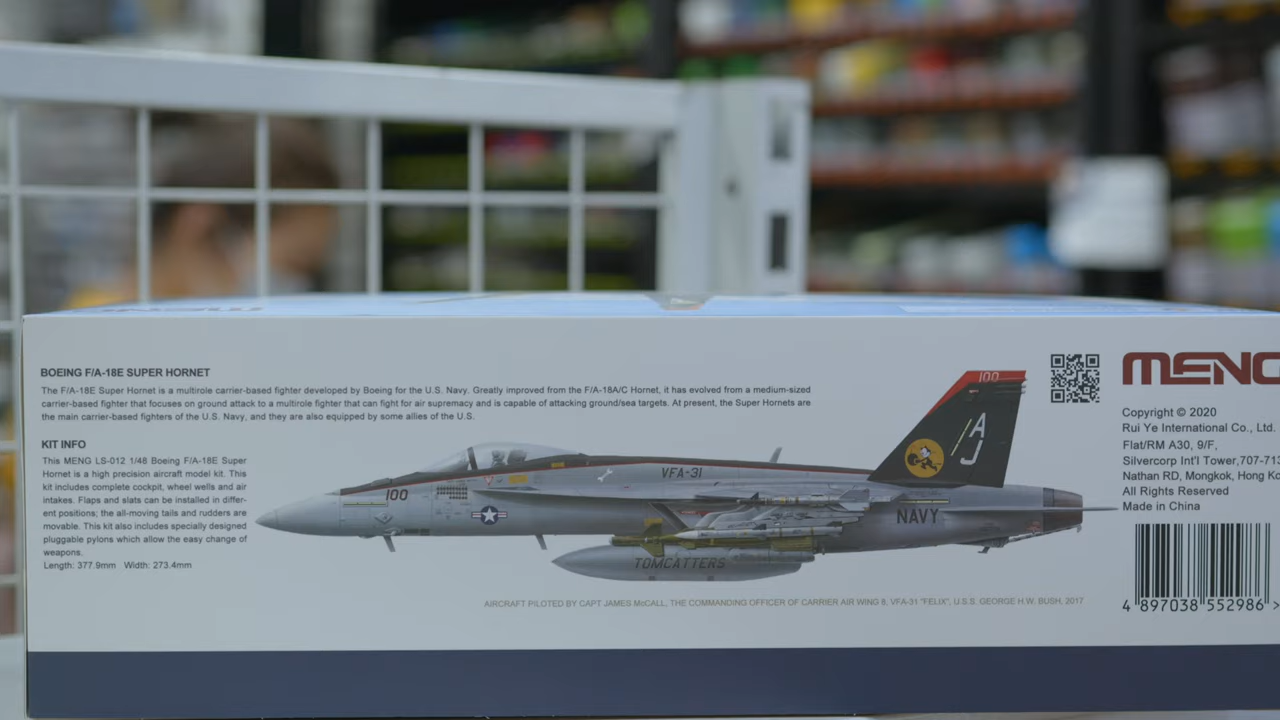 BOEING F/A-18E SUPER HORNET
The F/A-18E Super Hornet is a multirole carrier-based fighter developed by Boeing for the U.S. Navy. Greatly improved from the F/A-18A/C Hornet, it has evolved from a medium-sized
carrier-based fighter that focuses on ground attack to a multirole fighter that can fight for air supremacy and is capable of attacking ground/sea targets. At present, the Super Hornets are
the main carrier-based fighters of the U.S. Navy, and they are also equipped by some allies of the U.S.
KIT INFO
This MENG LS-012 1/48 Boeing F/A-18E Super
Hornet is a high precision aircraft model kit. This
kit includes complete cockpit, wheel wells and air
intakes. Flaps and slats can be installed in differ-
ent positions; the all-moving tails and rudders are
movable. This kit also includes specially designed
pluggable pylons which allow the easy change of
weapons.
Length: 377.9mm Width: 273.4mm
100
VFA-31
100
AJ
NAVY
TOMCATTERS
AIRCRAFT PILOTED BY CAPT JAMES McCALL, THE COMMANDING OFFICER OF CARRIER AIR WING 8, VFA-31 "FELIX", U.S.S. GEORGE H.W. BUSH, 2017
MENG
Copyright © 2020
Rui Ye International Co., Ltd.
Flat/RM A30, 9/F,
Silvercorp Int'l Tower,707-713
Nathan RD, Mongkok, Hong Ko
All Rights Reserved
Made in China
4 897038 552986 >